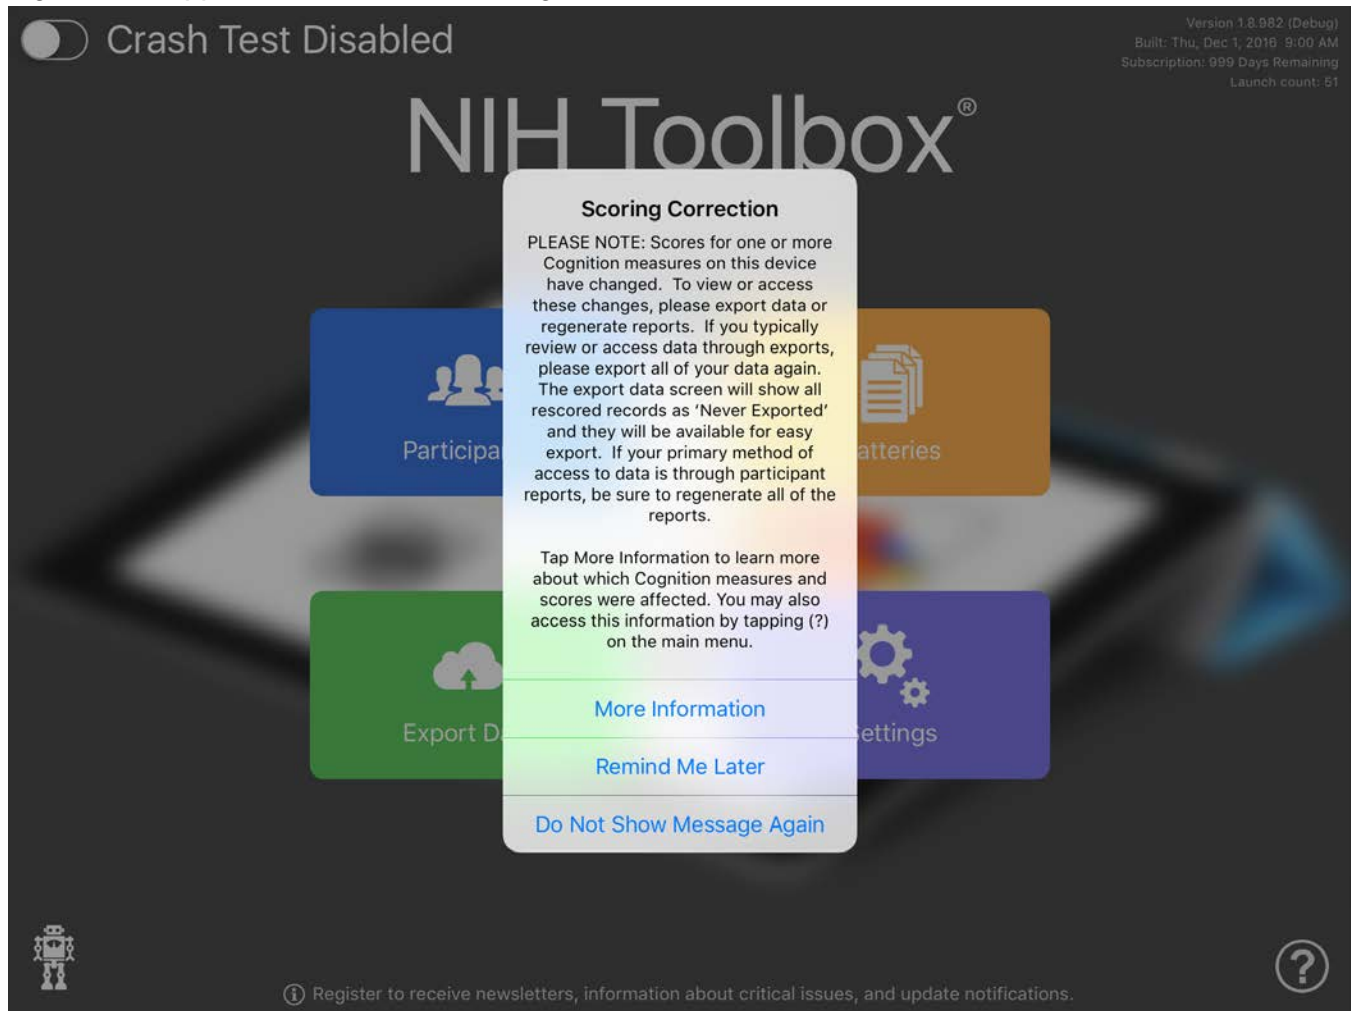 Crash Test Disabled
Version 1.8.982 (Debug)
Built: Thu, Dec 1, 2016 9:00 AM
Subscription: 999 Days Remaining
Launch count: 51
NIH Toolbox®
Scoring Correction
PLEASE NOTE: Scores for one or more
Cognition measures on this device
have changed. To view or access
these changes, please export data or
regenerate reports. If you typically
review or access data through exports,
please export all of your data again.
The export data screen will show all
rescored records as ‘Never Exported’
and they will be available for easy
export. If your primary method of
access to data is through participant
reports, be sure to regenerate all of the
reports.
Tap More Information to learn more
about which Cognition measures and
scores were affected. You may also
access this information by tapping (?)
on the main menu.
More Information
Remind Me Later
Do Not Show Message Again
Participa
atteries
Export D
ettings
Register to receive newsletters, information about critical issues, and update notifications.